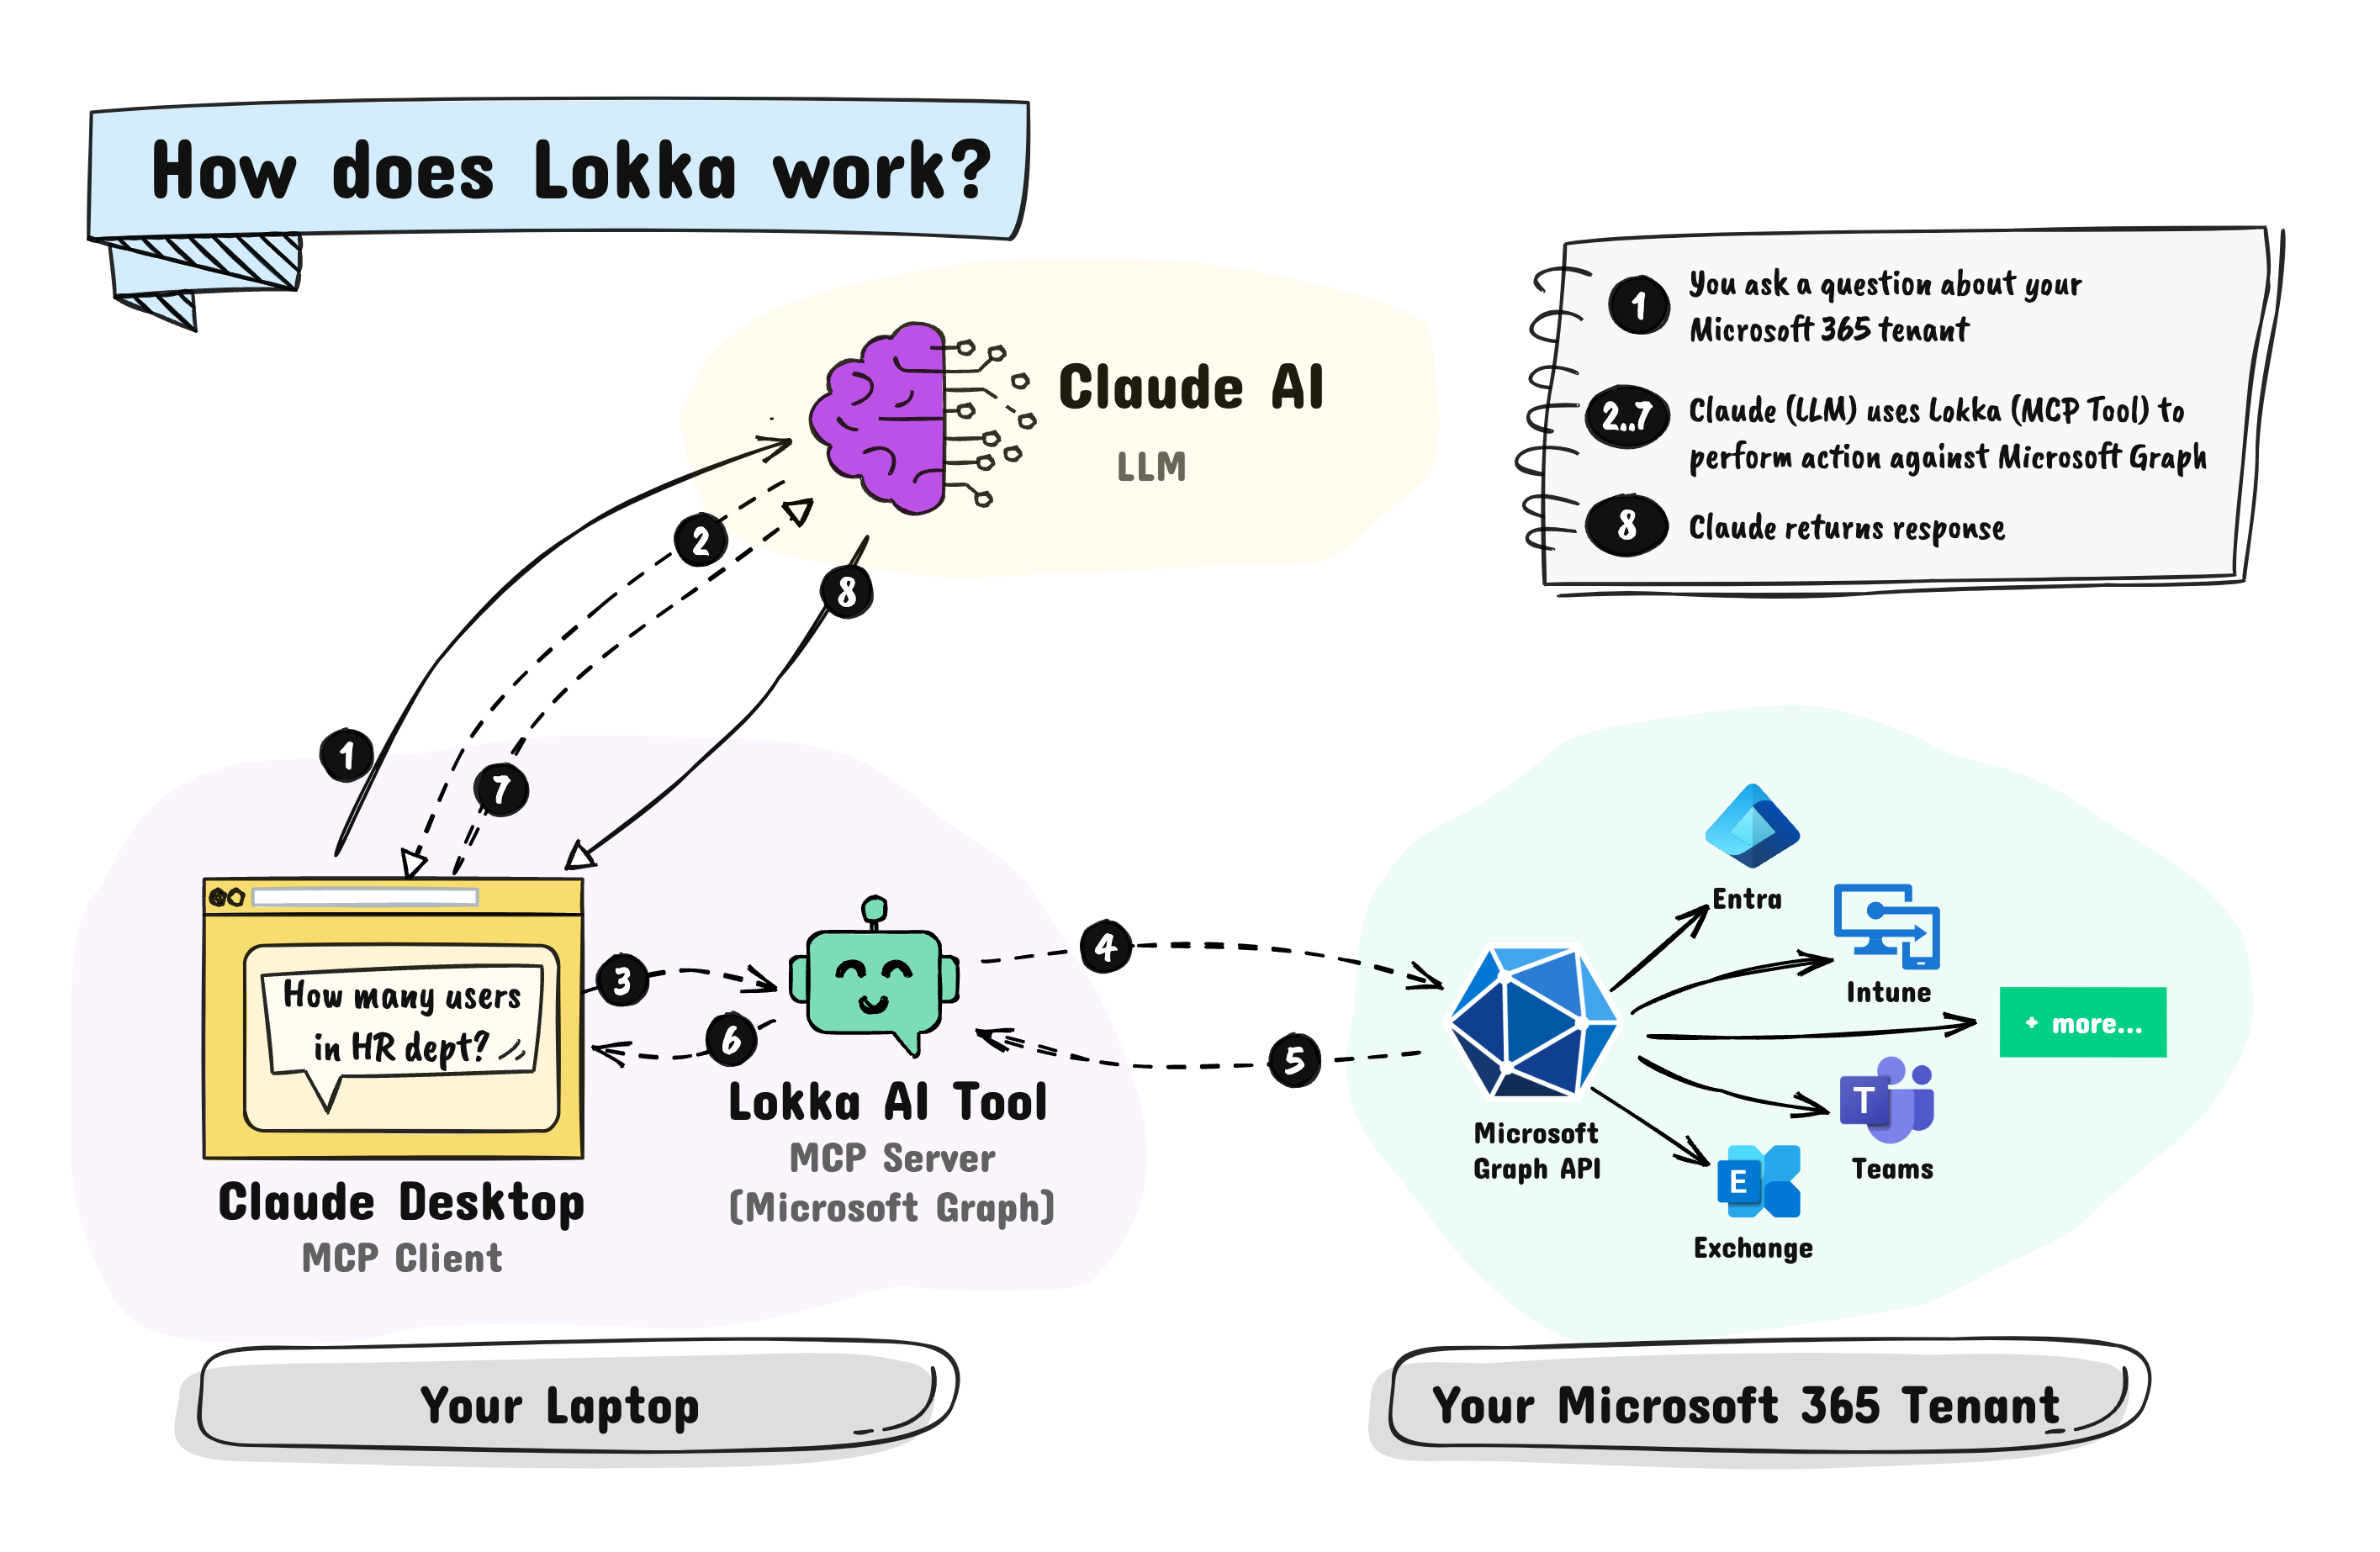 How does Lokka work?
1
You ask a question about your
Microsoft 365 tenant
2..7
Claude (LLM) uses Lokka (MCP Tool) to
perform action against Microsoft Graph
8
Claude returns response
Claude AI
LLM
2
8
1
7
How many users
in HR dept?
3
6
4
5
Claude Desktop
MCP Client
Lokka AI Tool
MCP Server
(Microsoft Graph)
Microsoft
Graph API
Entra
Intune
+ more...
T
Teams
E
Exchange
Your Laptop
Your Microsoft 365 Tenant